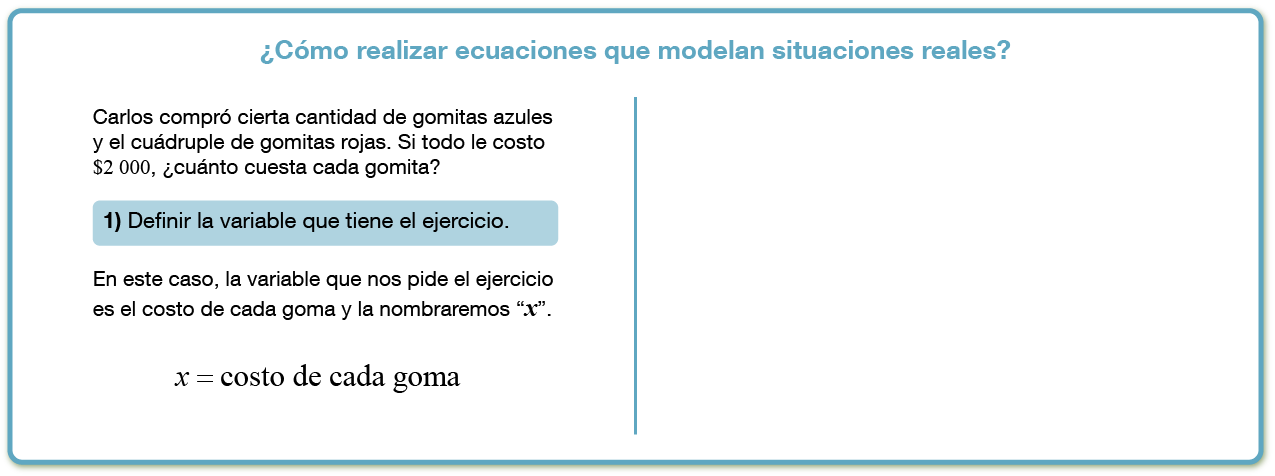 ¿Cómo realizar ecuaciones que modelan situaciones reales?
Carlos compró cierta cantidad de gomitas azules
y el cuádruple de gomitas rojas. Si todo le costo
$2 000, ¿cuánto cuesta cada gomita?
1) Definir la variable que tiene el ejercicio.
En este caso, la variable que nos pide el ejercicio
es el costo de cada goma y la nombraremos “x”.
x = costo de cada goma